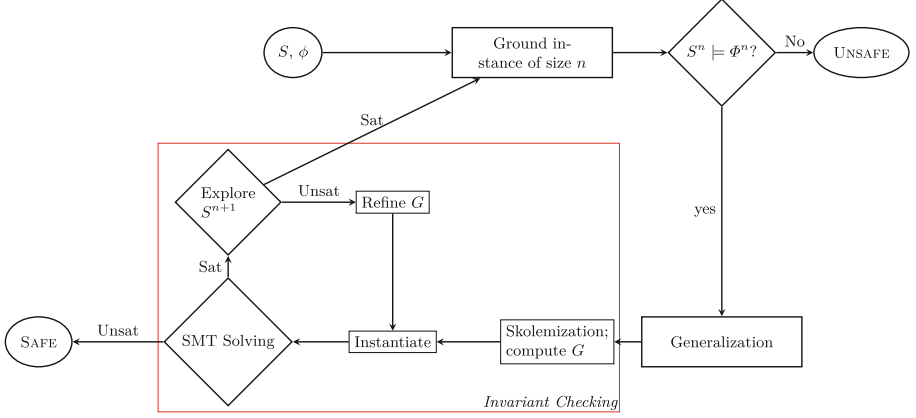 S, ϕ
Ground in-
stance of size n
Sⁿ ⊨ Φⁿ?
No
UNSAFE
Sat
Explore
Sⁿ⁺¹
Unsat
Refine G
yes
Sat
SAFE
Unsat
SMT Solving
Instantiate
Skolemization;
compute G
Generalization
Invariant Checking